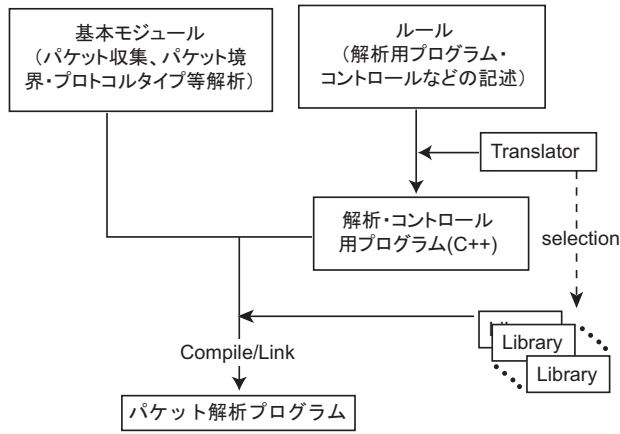 基本モジュール
（パケット収集、パケット境
界・プロトコルタイプ等解析）
ルール
（解析用プログラム・
コントロールなどの記述）
Translator
解析・コントロール
用プログラム(C++)
selection
Library
Library
Compile/Link
パケット解析プログラム